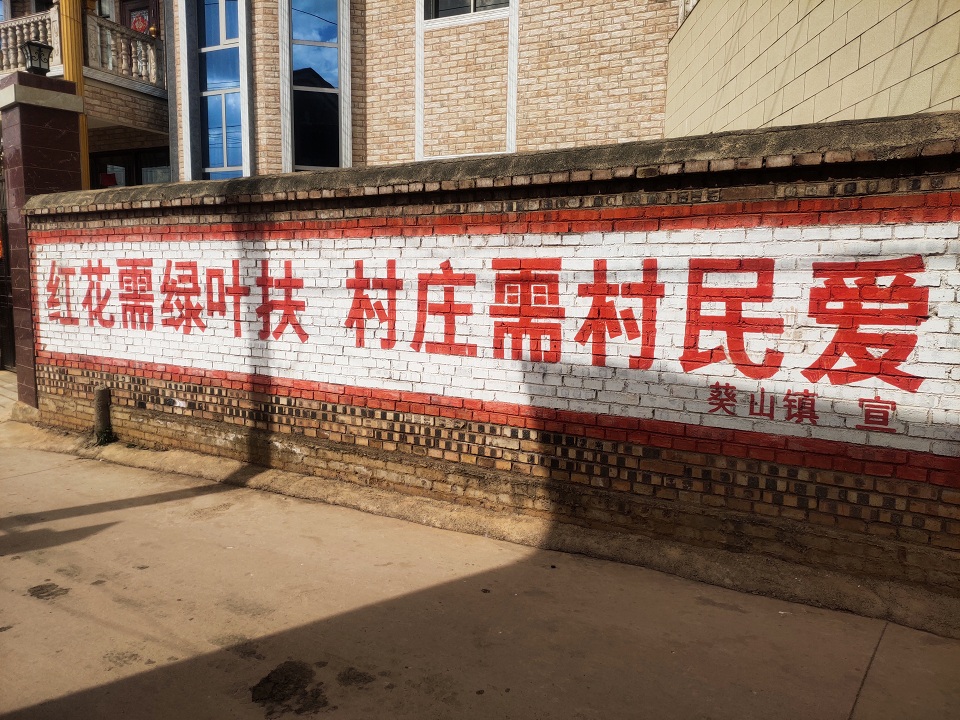 红花需绿叶扶 村庄需村民爱
葵山镇 宣